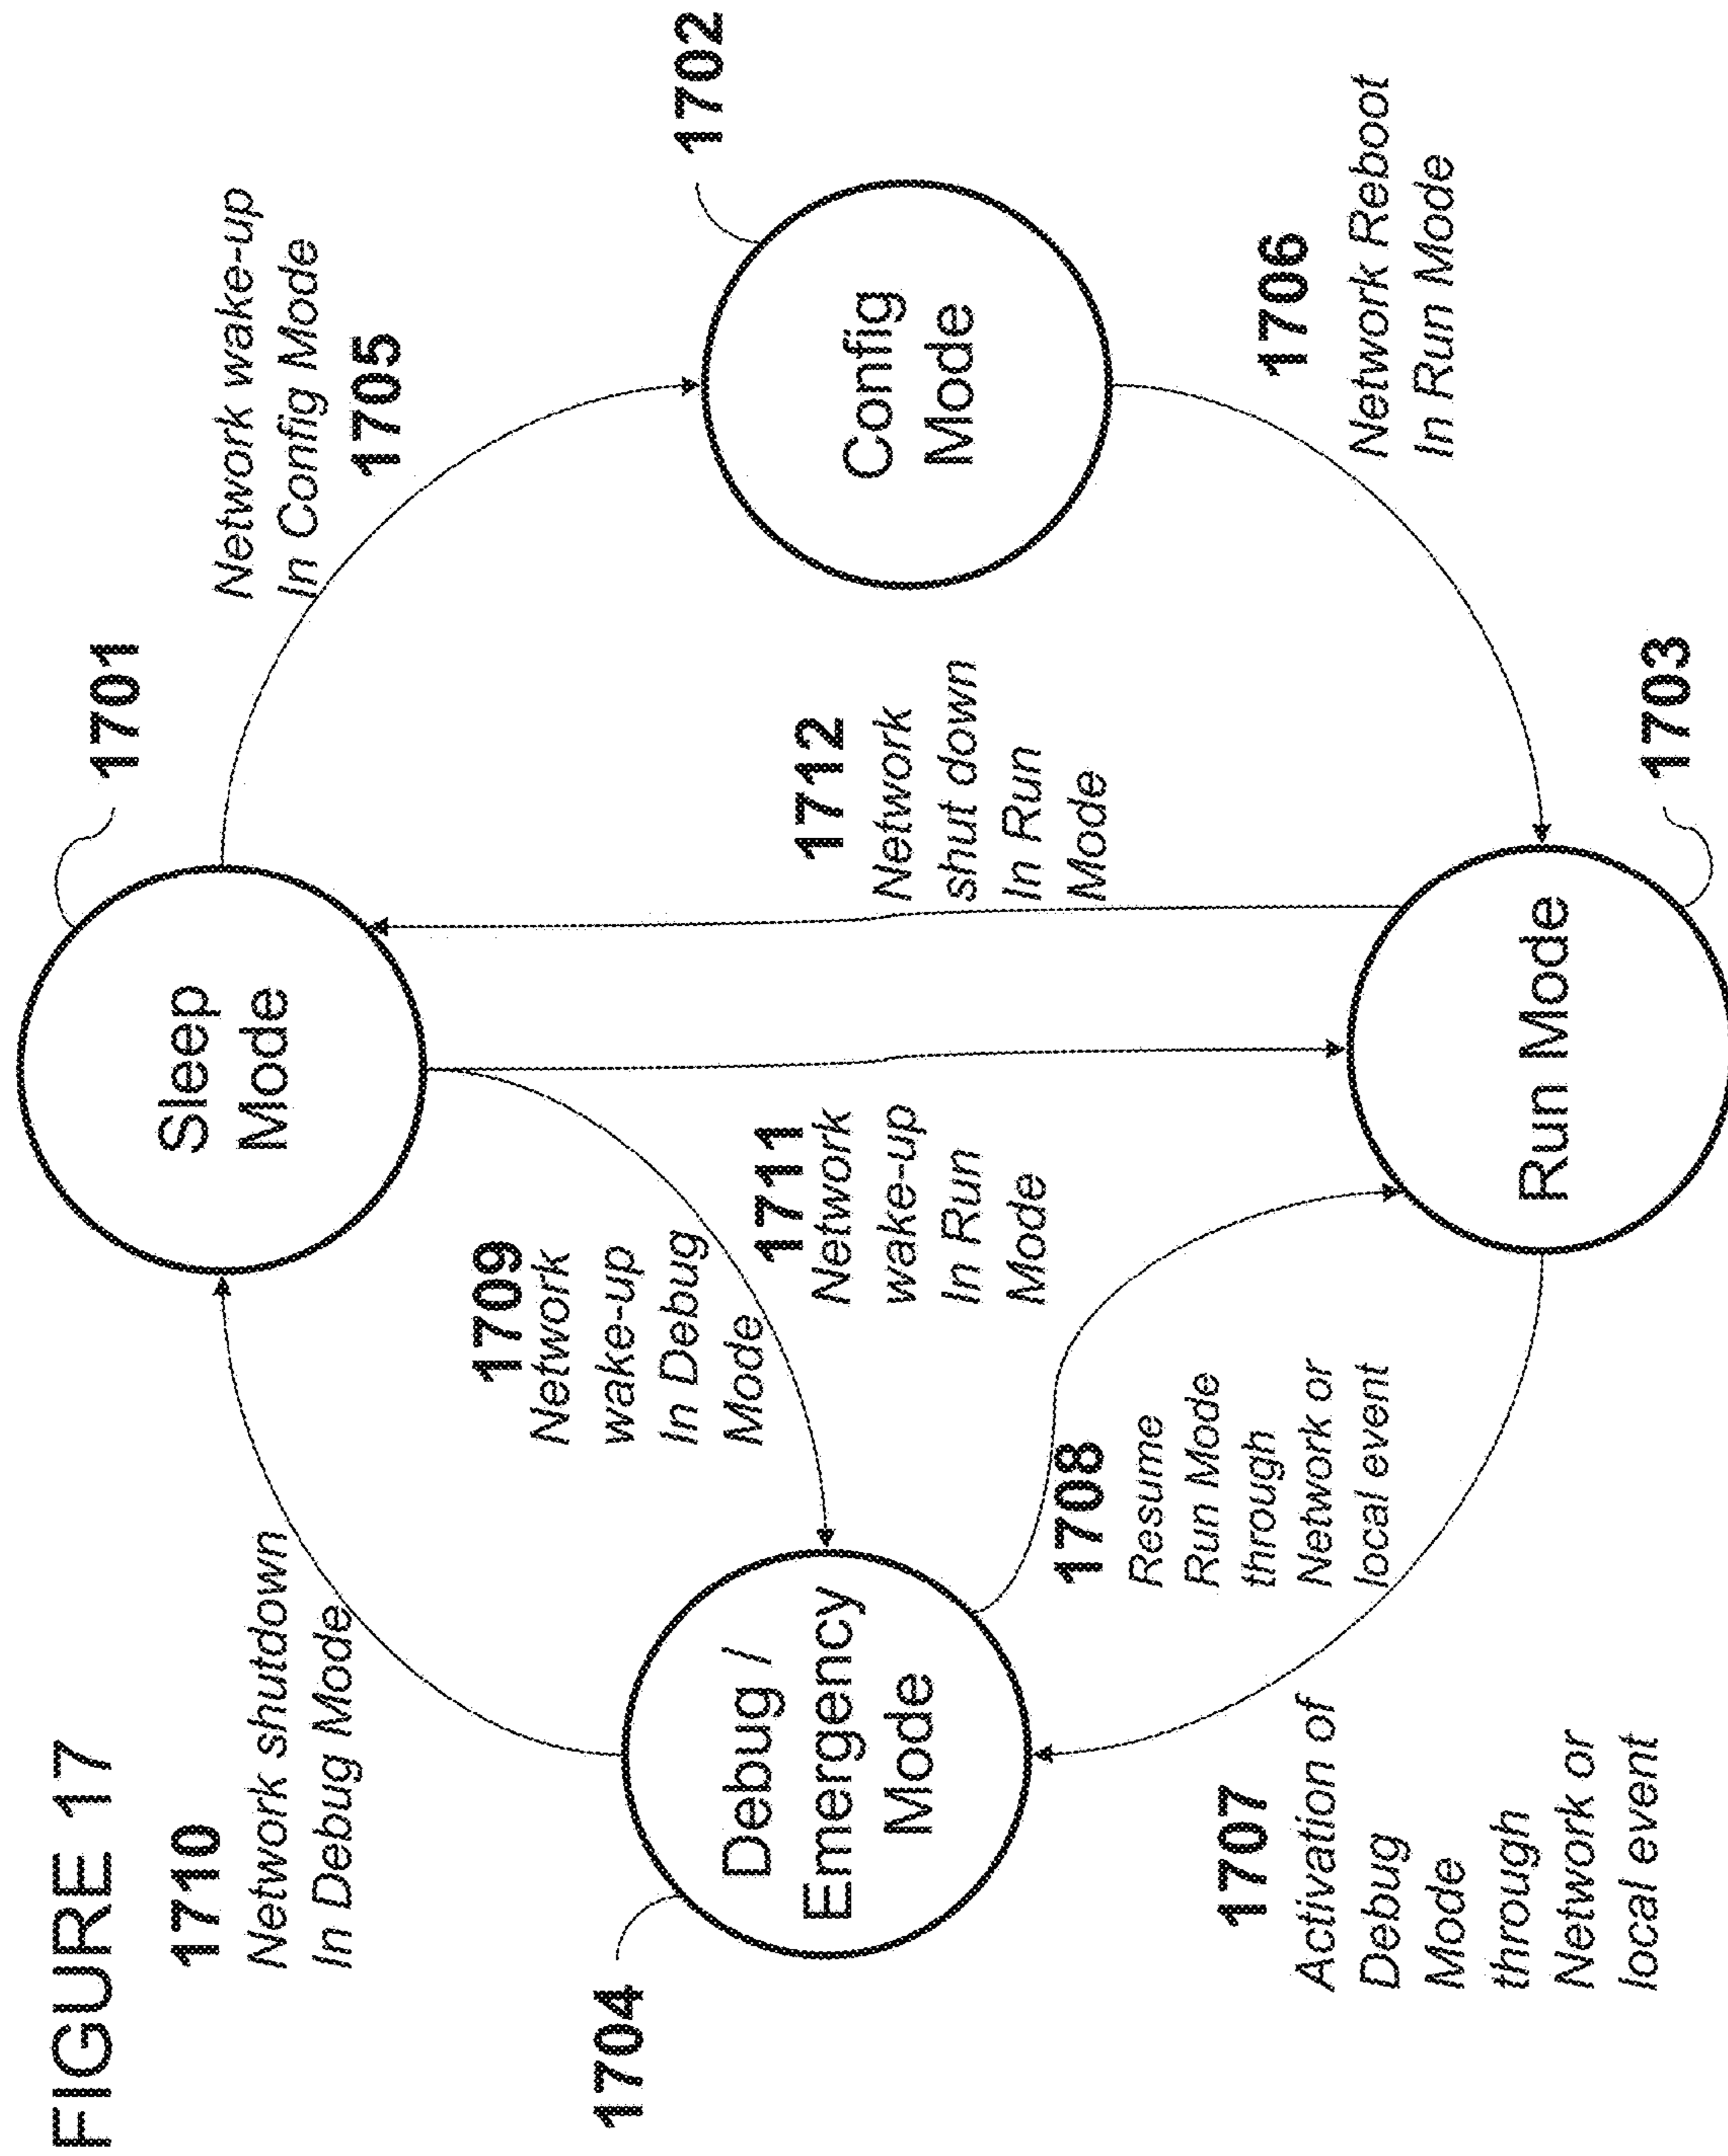 FIGURE 17
1710
Network shutdown
In Debug Mode
1701
Sleep
Mode
Network wake-up
In Config Mode
1705
1702
Config
Mode
1709
Network
wake-up
In Debug
Mode
1704
Debug /
Emergency
Mode
1711
Network
wake-up
In Run
Mode
1712
Network
shut down
In Run
Mode
1708
Resume
Run Mode
through
Network or
local event
1706
Network Reboot
In Run Mode
1707
Activation of
Debug
Mode
through
Network or
local event
Run Mode
1703